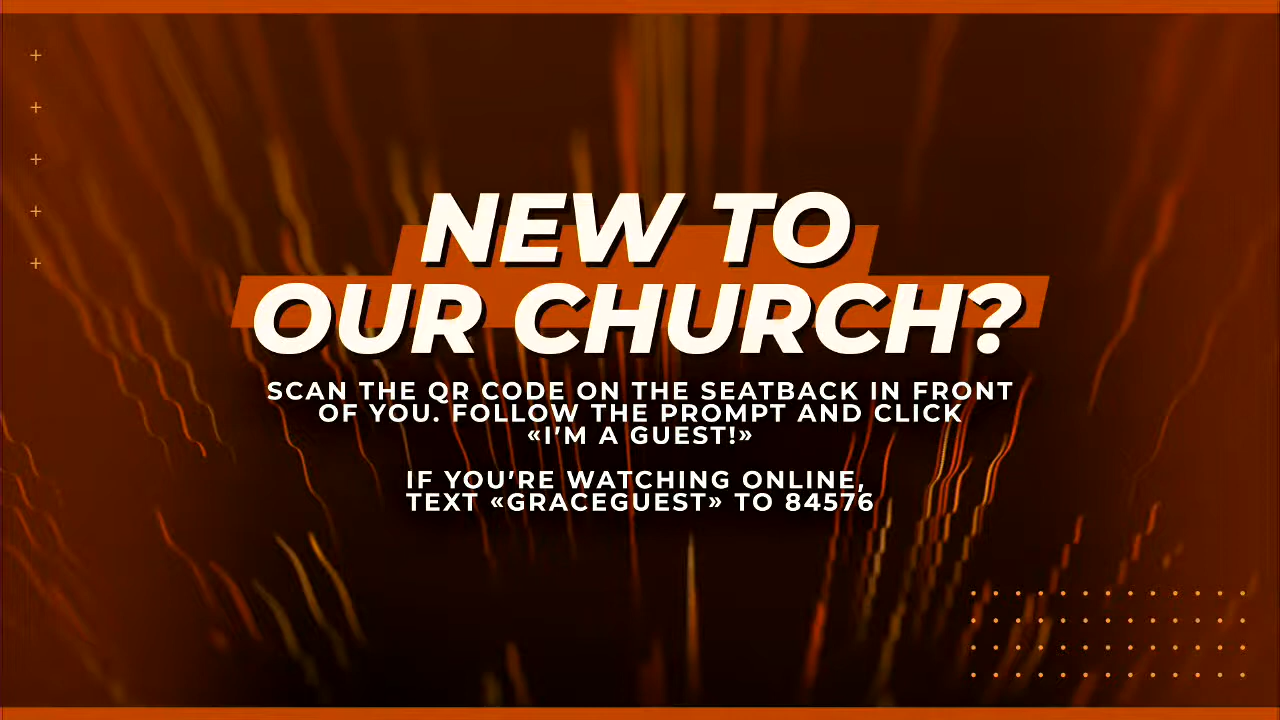 NEW TO
OUR CHURCH?
SCAN THE QR CODE ON THE SEATBACK IN FRONT
OF YOU. FOLLOW THE PROMPT AND CLICK
«I'M A GUEST!»
IF YOU'RE WATCHING ONLINE,
TEXT «GRACEGUEST» TO 84576